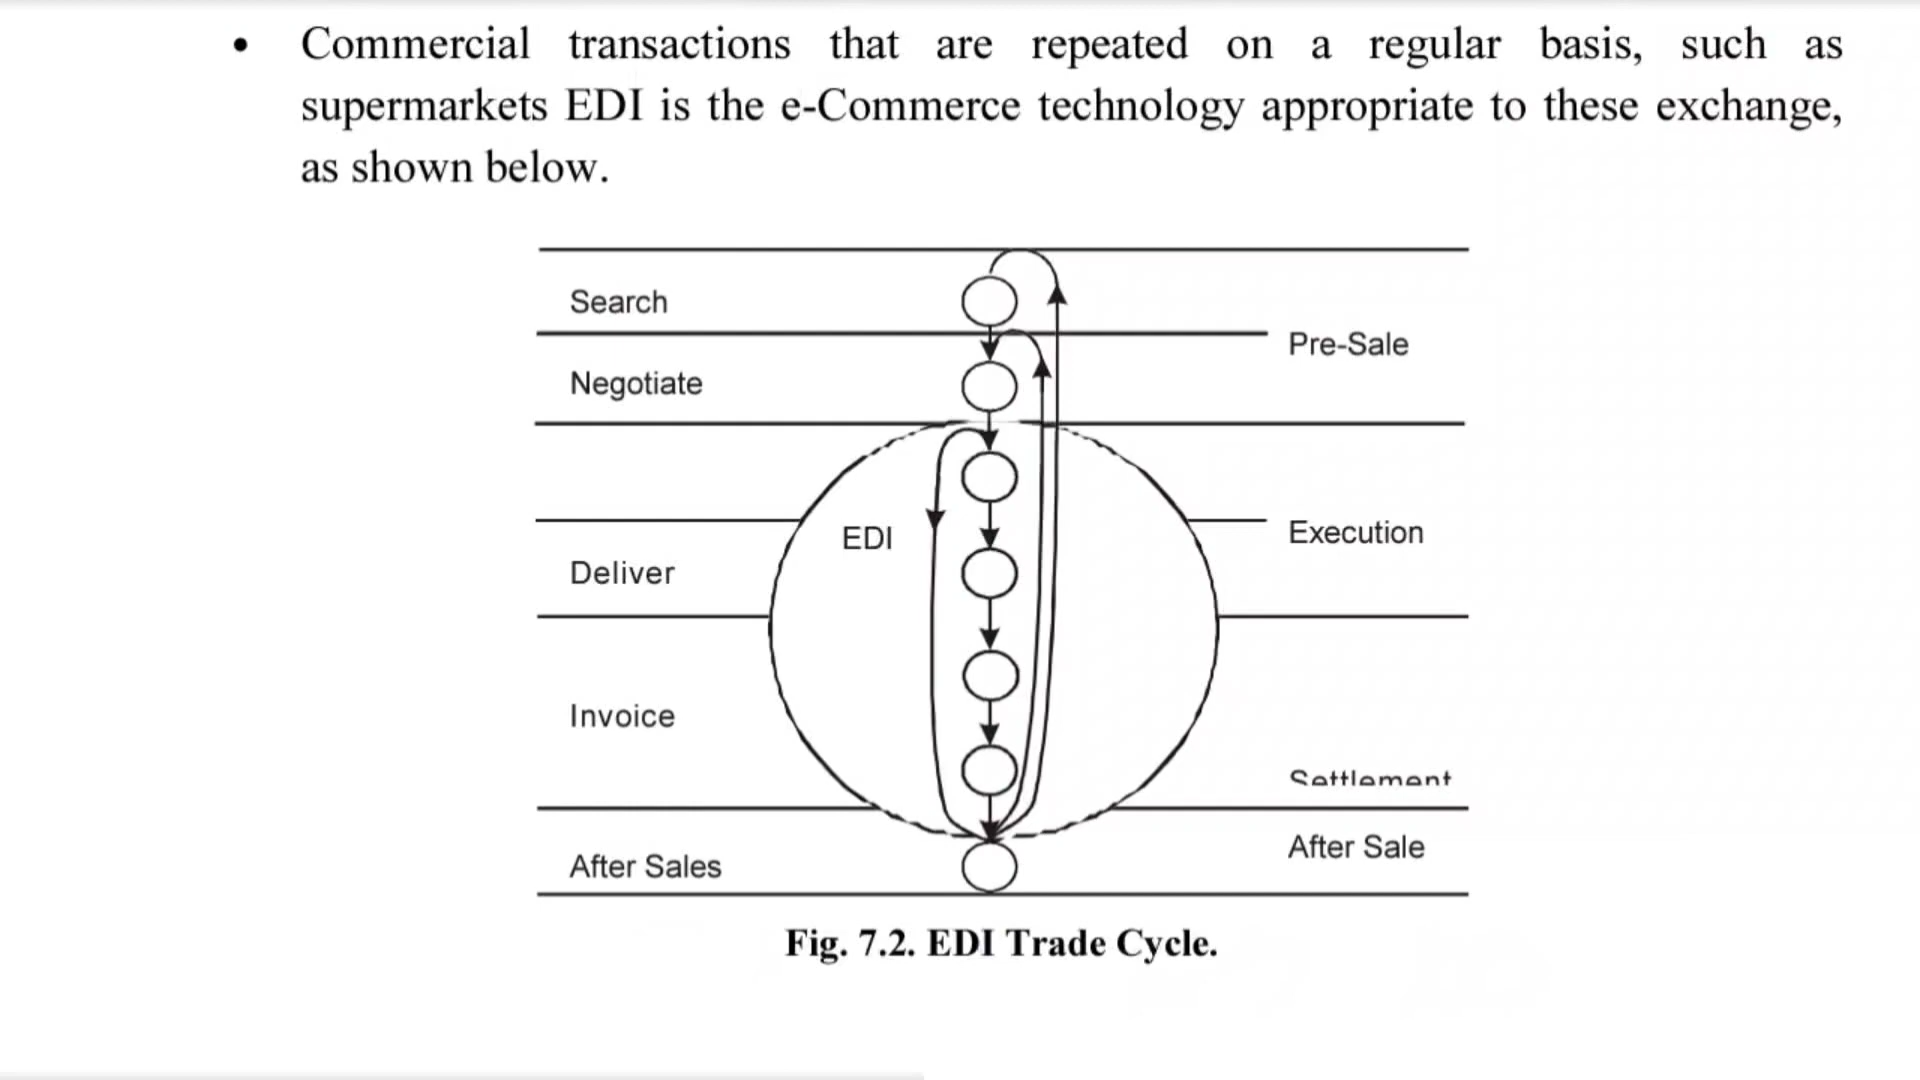 • Commercial transactions that are repeated on a regular basis, such as
supermarkets EDI is the e-Commerce technology appropriate to these exchange,
as shown below.
Search
Pre-Sale
Negotiate
EDI
Execution
Deliver
Invoice
Settlement
After Sale
After Sales
Fig. 7.2. EDI Trade Cycle.